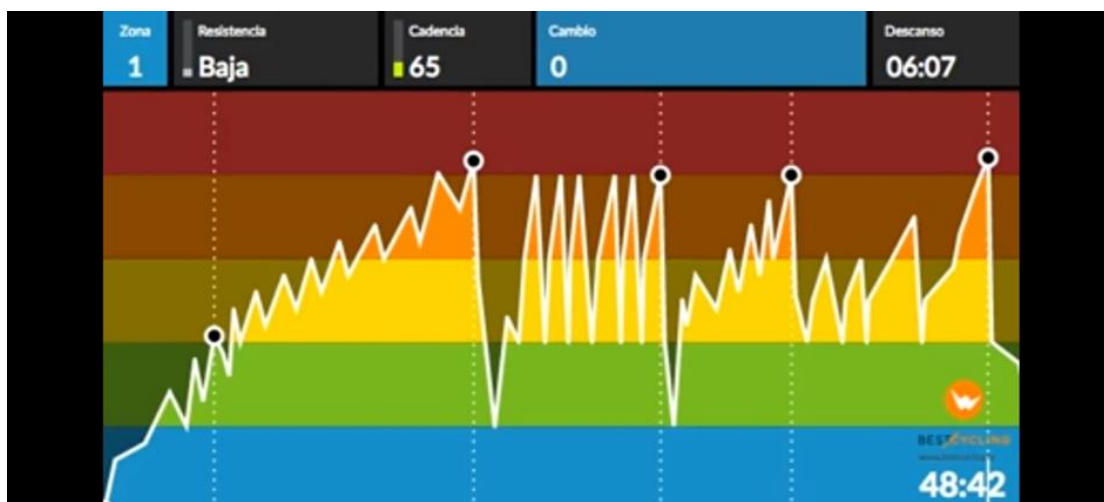 Zona
1
Resistencia
Baja
Cadencia
65
Cambio
0
Descanso
06:07
BESTCYCLING
48:42